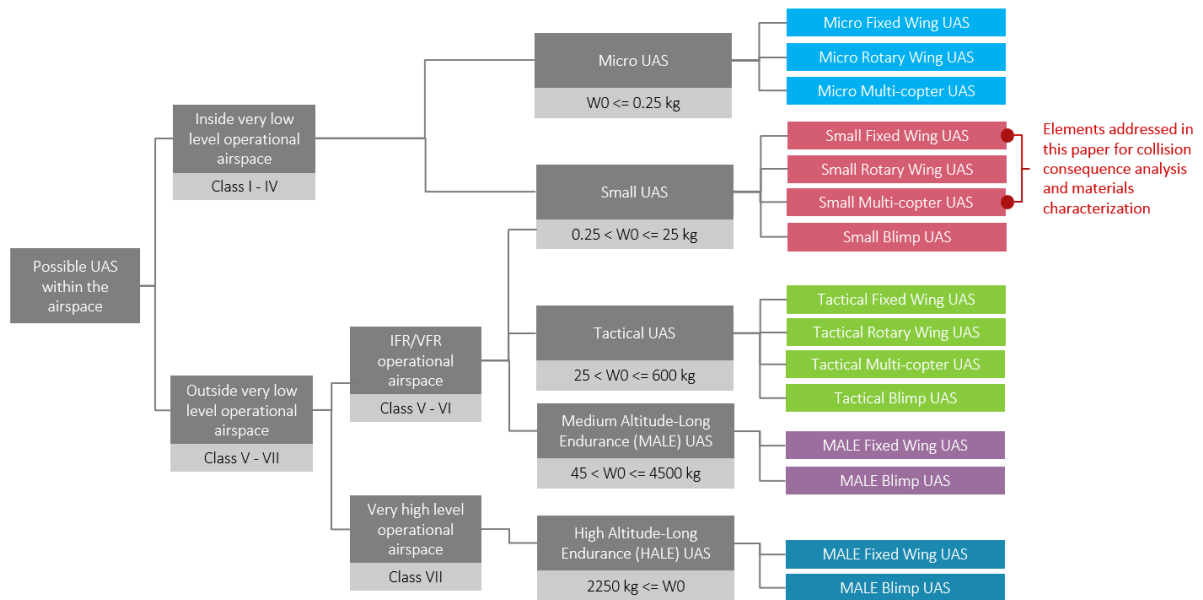 Possible UAS
within the
airspace
Inside very low
level operational
airspace
Class I - IV
Outside very low
level operational
airspace
Class V - VII
IFR/VFR
operational
airspace
Class V - VI
Very high level
operational
airspace
Class VII
Micro UAS
W0 <= 0.25 kg
Small UAS
0.25 < W0 <= 25 kg
Tactical UAS
25 < W0 <= 600 kg
Medium Altitude-Long
Endurance (MALE) UAS
45 < W0 <= 4500 kg
High Altitude-Long
Endurance (HALE) UAS
2250 kg <= W0
Micro Fixed Wing UAS
Micro Rotary Wing UAS
Micro Multi-copter UAS
Small Fixed Wing UAS
Small Rotary Wing UAS
Small Multi-copter UAS
Small Blimp UAS
Tactical Fixed Wing UAS
Tactical Rotary Wing UAS
Tactical Multi-copter UAS
Tactical Blimp UAS
MALE Fixed Wing UAS
MALE Blimp UAS
MALE Fixed Wing UAS
MALE Blimp UAS
Elements addressed in
this paper for collision
consequence analysis
and materials
characterization